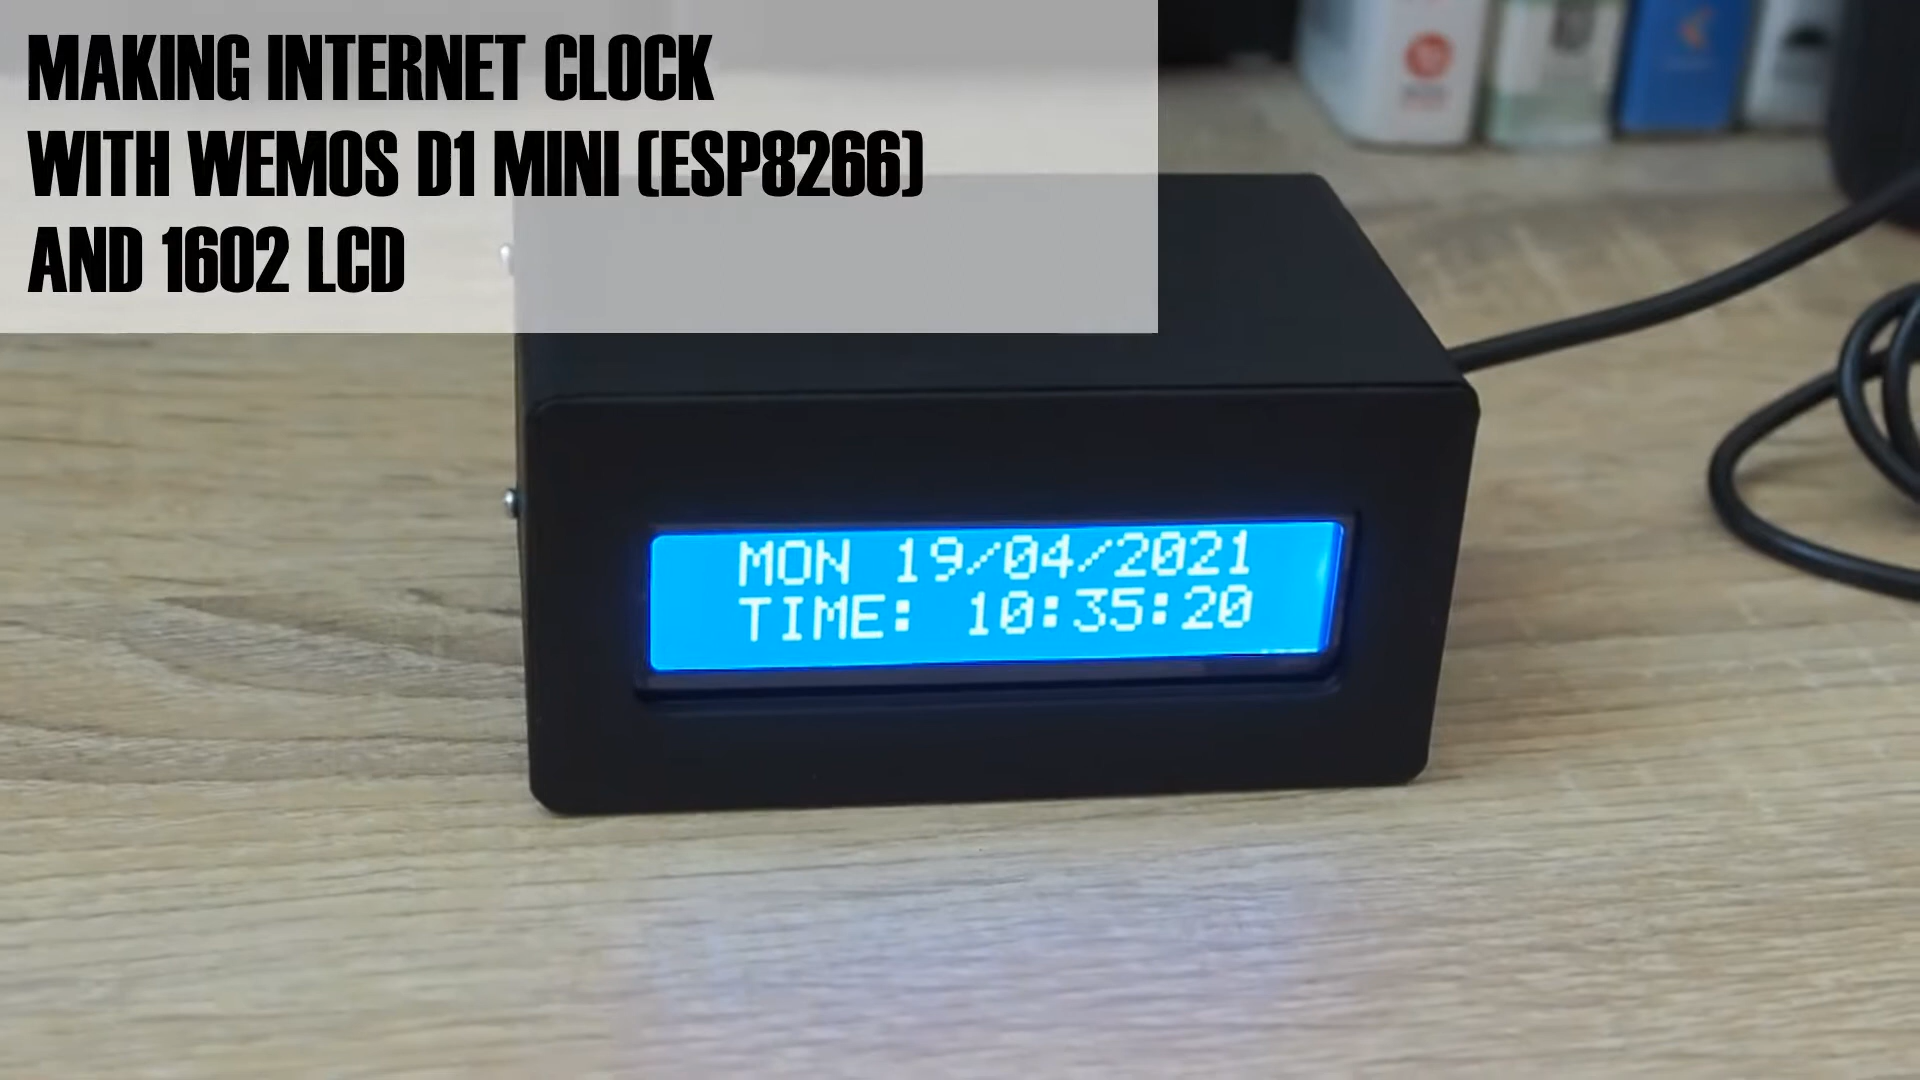 MAKING INTERNET CLOCK
WITH WEMOS D1 MINI (ESP8266)
AND 1602 LCD
MON 19/04/2021
TIME: 10:35:20